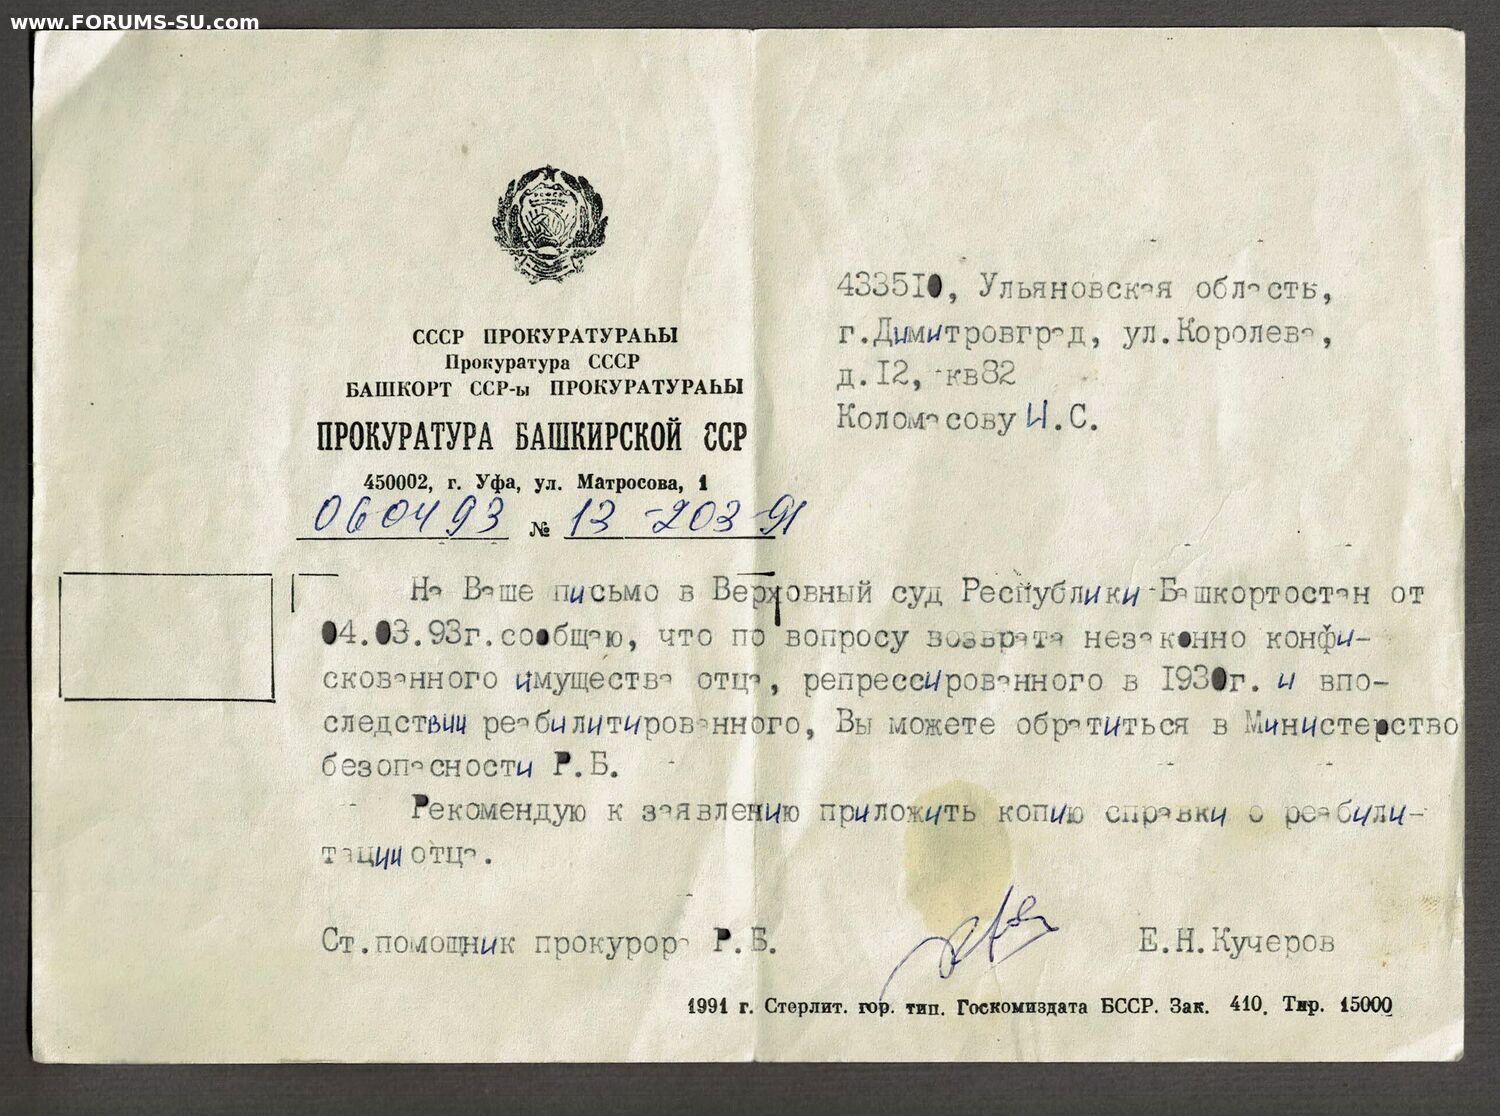 www.FORUMS-SU.com
РСФСР
СССР ПРОКУРАТУРАҺЫ
Прокуратура СССР
БАШКОРТ ССР-ы ПРОКУРАТУРАҺЫ
ПРОКУРАТУРА БАШКИРСКОЙ ССР
450002, г. Уфа, ул. Матросова, 1
060493 № 13-203-91
433510, Ульяновская область,
г.Димитровград, ул.Королева,
д.12, кв82
Коломасову И.С.
На Ваше письмо в Верховный суд Республики Башкортостан от
04.03.93г.сообщаю, что по вопросу возврата незаконно конфи-
скованного имущества отца, репрессированного в 1930г. и впо-
следствии реабилитированного, Вы можете обратиться в Министерство
безопасности Р.Б.
Рекомендую к заявлению приложить копию справки о реабили-
тации отца.
Ст.помощник прокурора Р.Б. Е.Н.Кучеров
1991 г. Стерлит. гор. тип. Госкомиздата БССР. Зак. 410. Тир. 15000